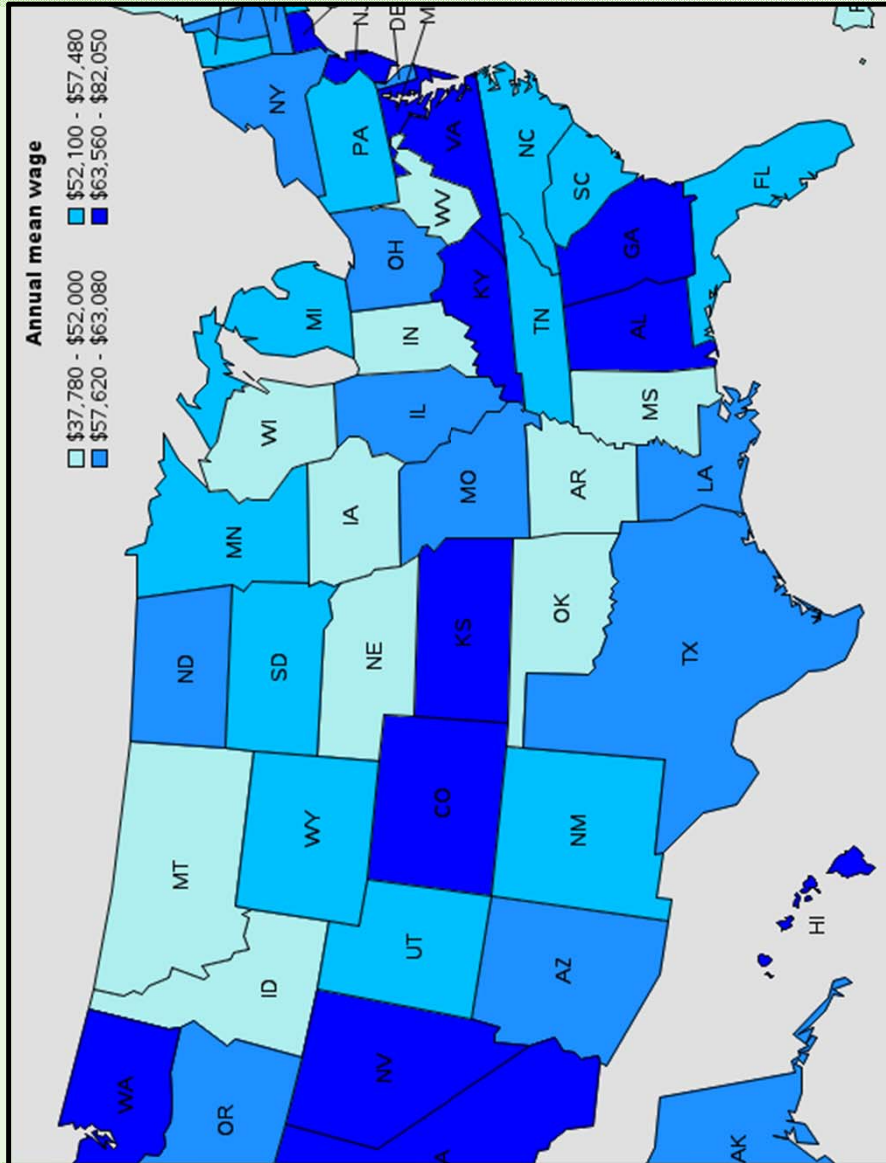 Annual mean wage
$37,780 - $52,000
$52,100 - $57,480
$57,620 - $63,080
$63,560 - $82,050
WA
MT
ND
MN
OR
ID
WY
SD
WI
MI
NY
NV
UT
CO
NE
IA
IL
IN
OH
PA
NJ
DE
KS
MO
KY
WV
VA
AZ
NM
OK
AR
TN
NC
SC
TX
LA
MS
AL
GA
FL
AK
HI